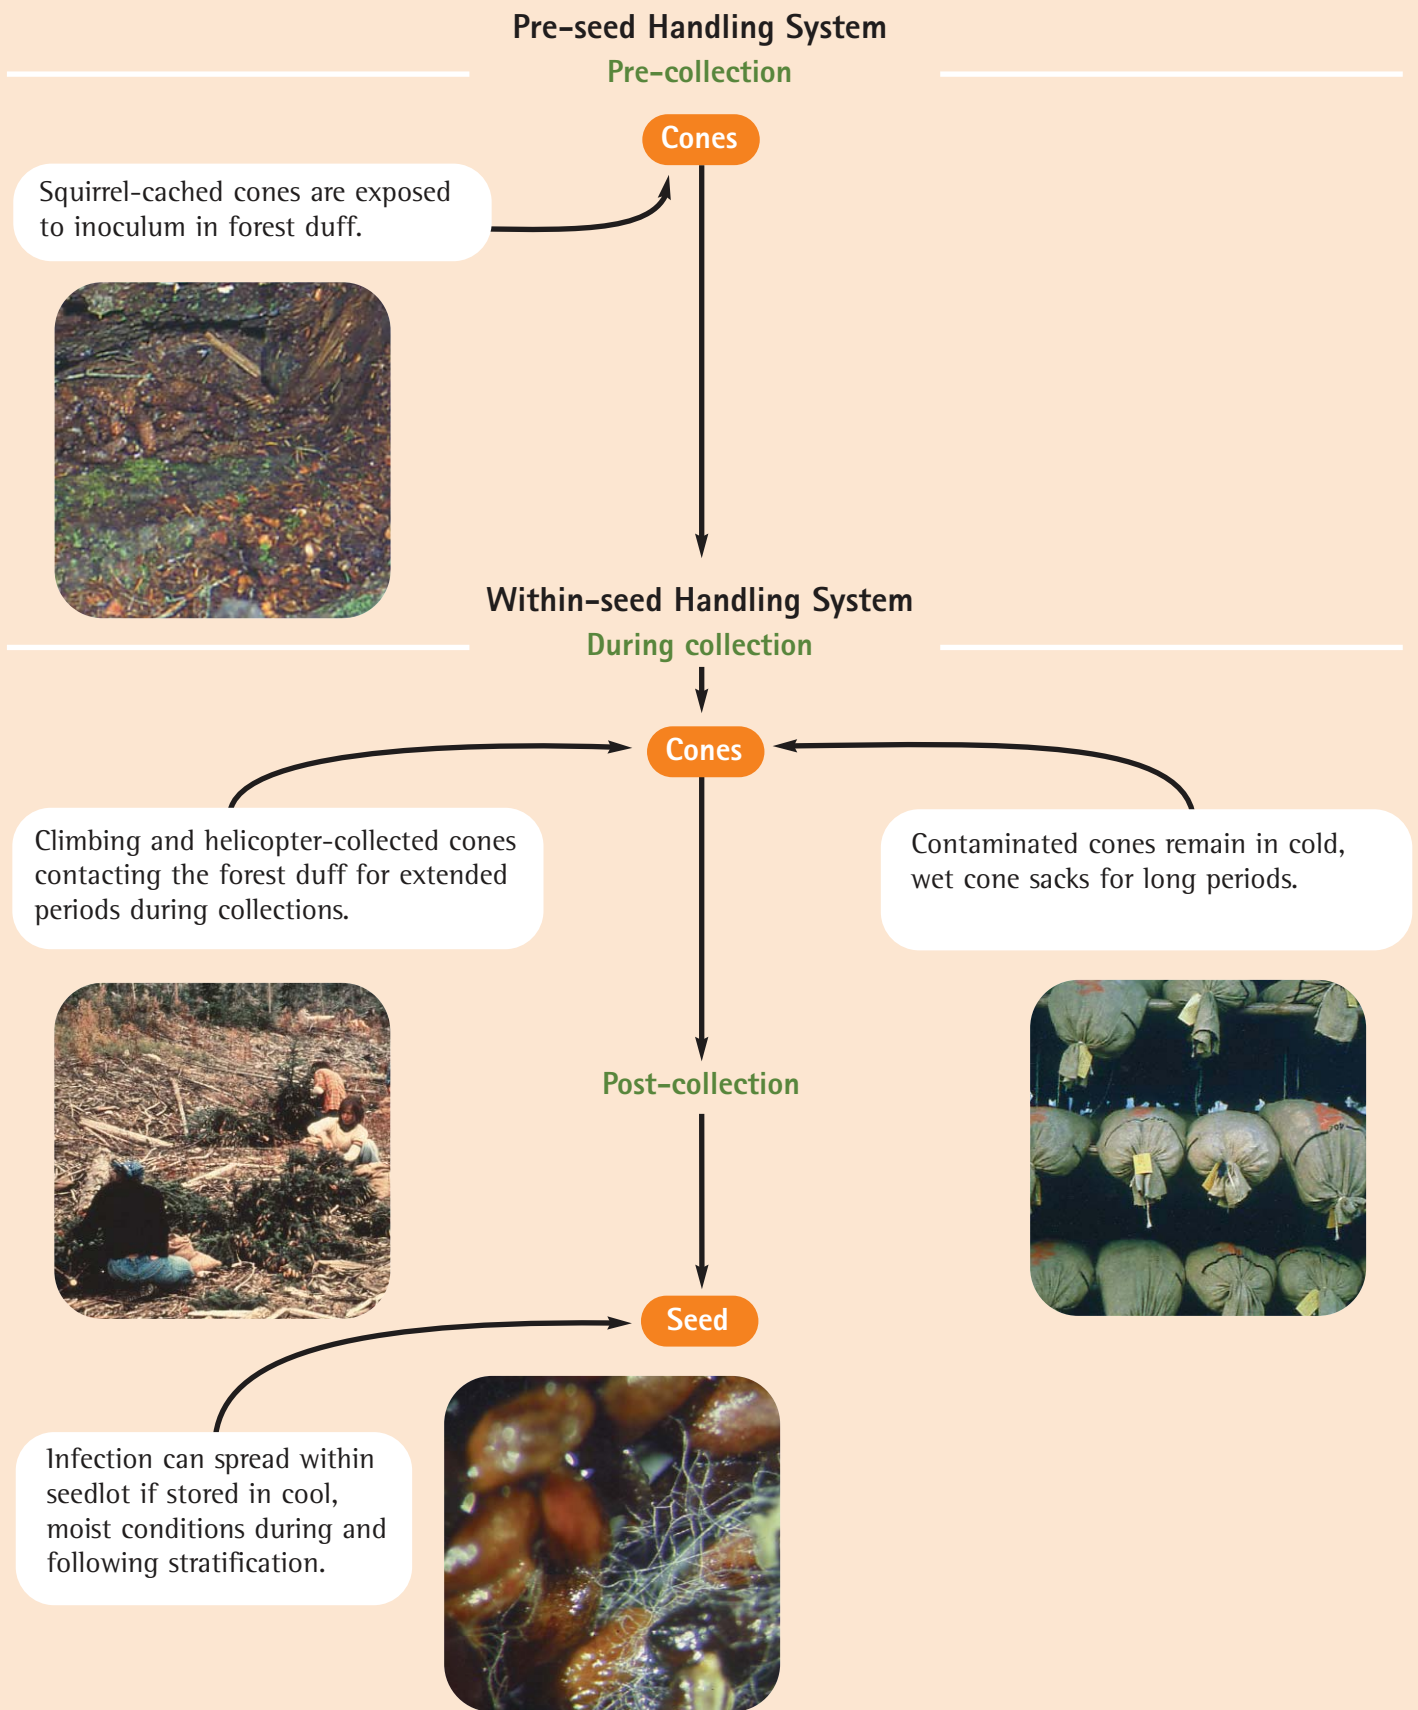 Pre-seed Handling System
Pre-collection
Cones
Squirrel-cached cones are exposed
to inoculum in forest duff.
Within-seed Handling System
During collection
Cones
Climbing and helicopter-collected cones
contacting the forest duff for extended
periods during collections.
Contaminated cones remain in cold,
wet cone sacks for long periods.
Post-collection
Seed
Infection can spread within
seedlot if stored in cool,
moist conditions during and
following stratification.